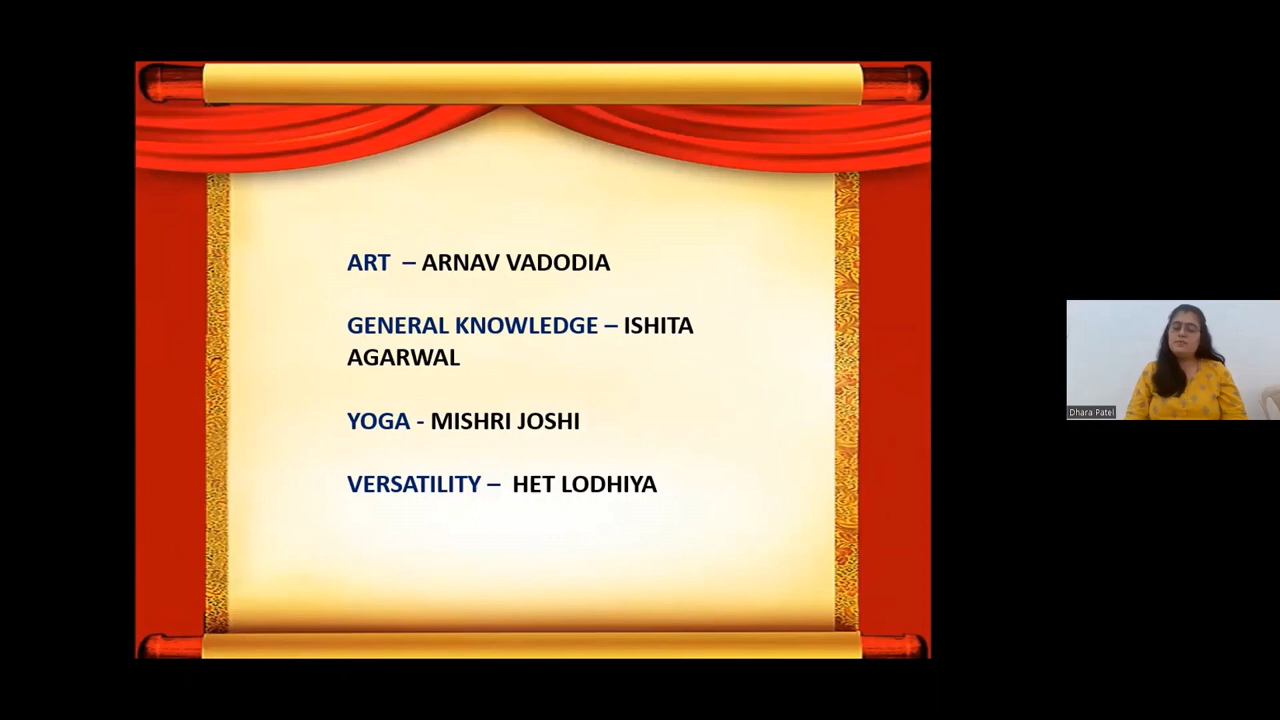 ART – ARNAV VADODIA
GENERAL KNOWLEDGE – ISHITA
AGARWAL
YOGA - MISHRI JOSHI
VERSATILITY – HET LODHIYA
Dhara Patel